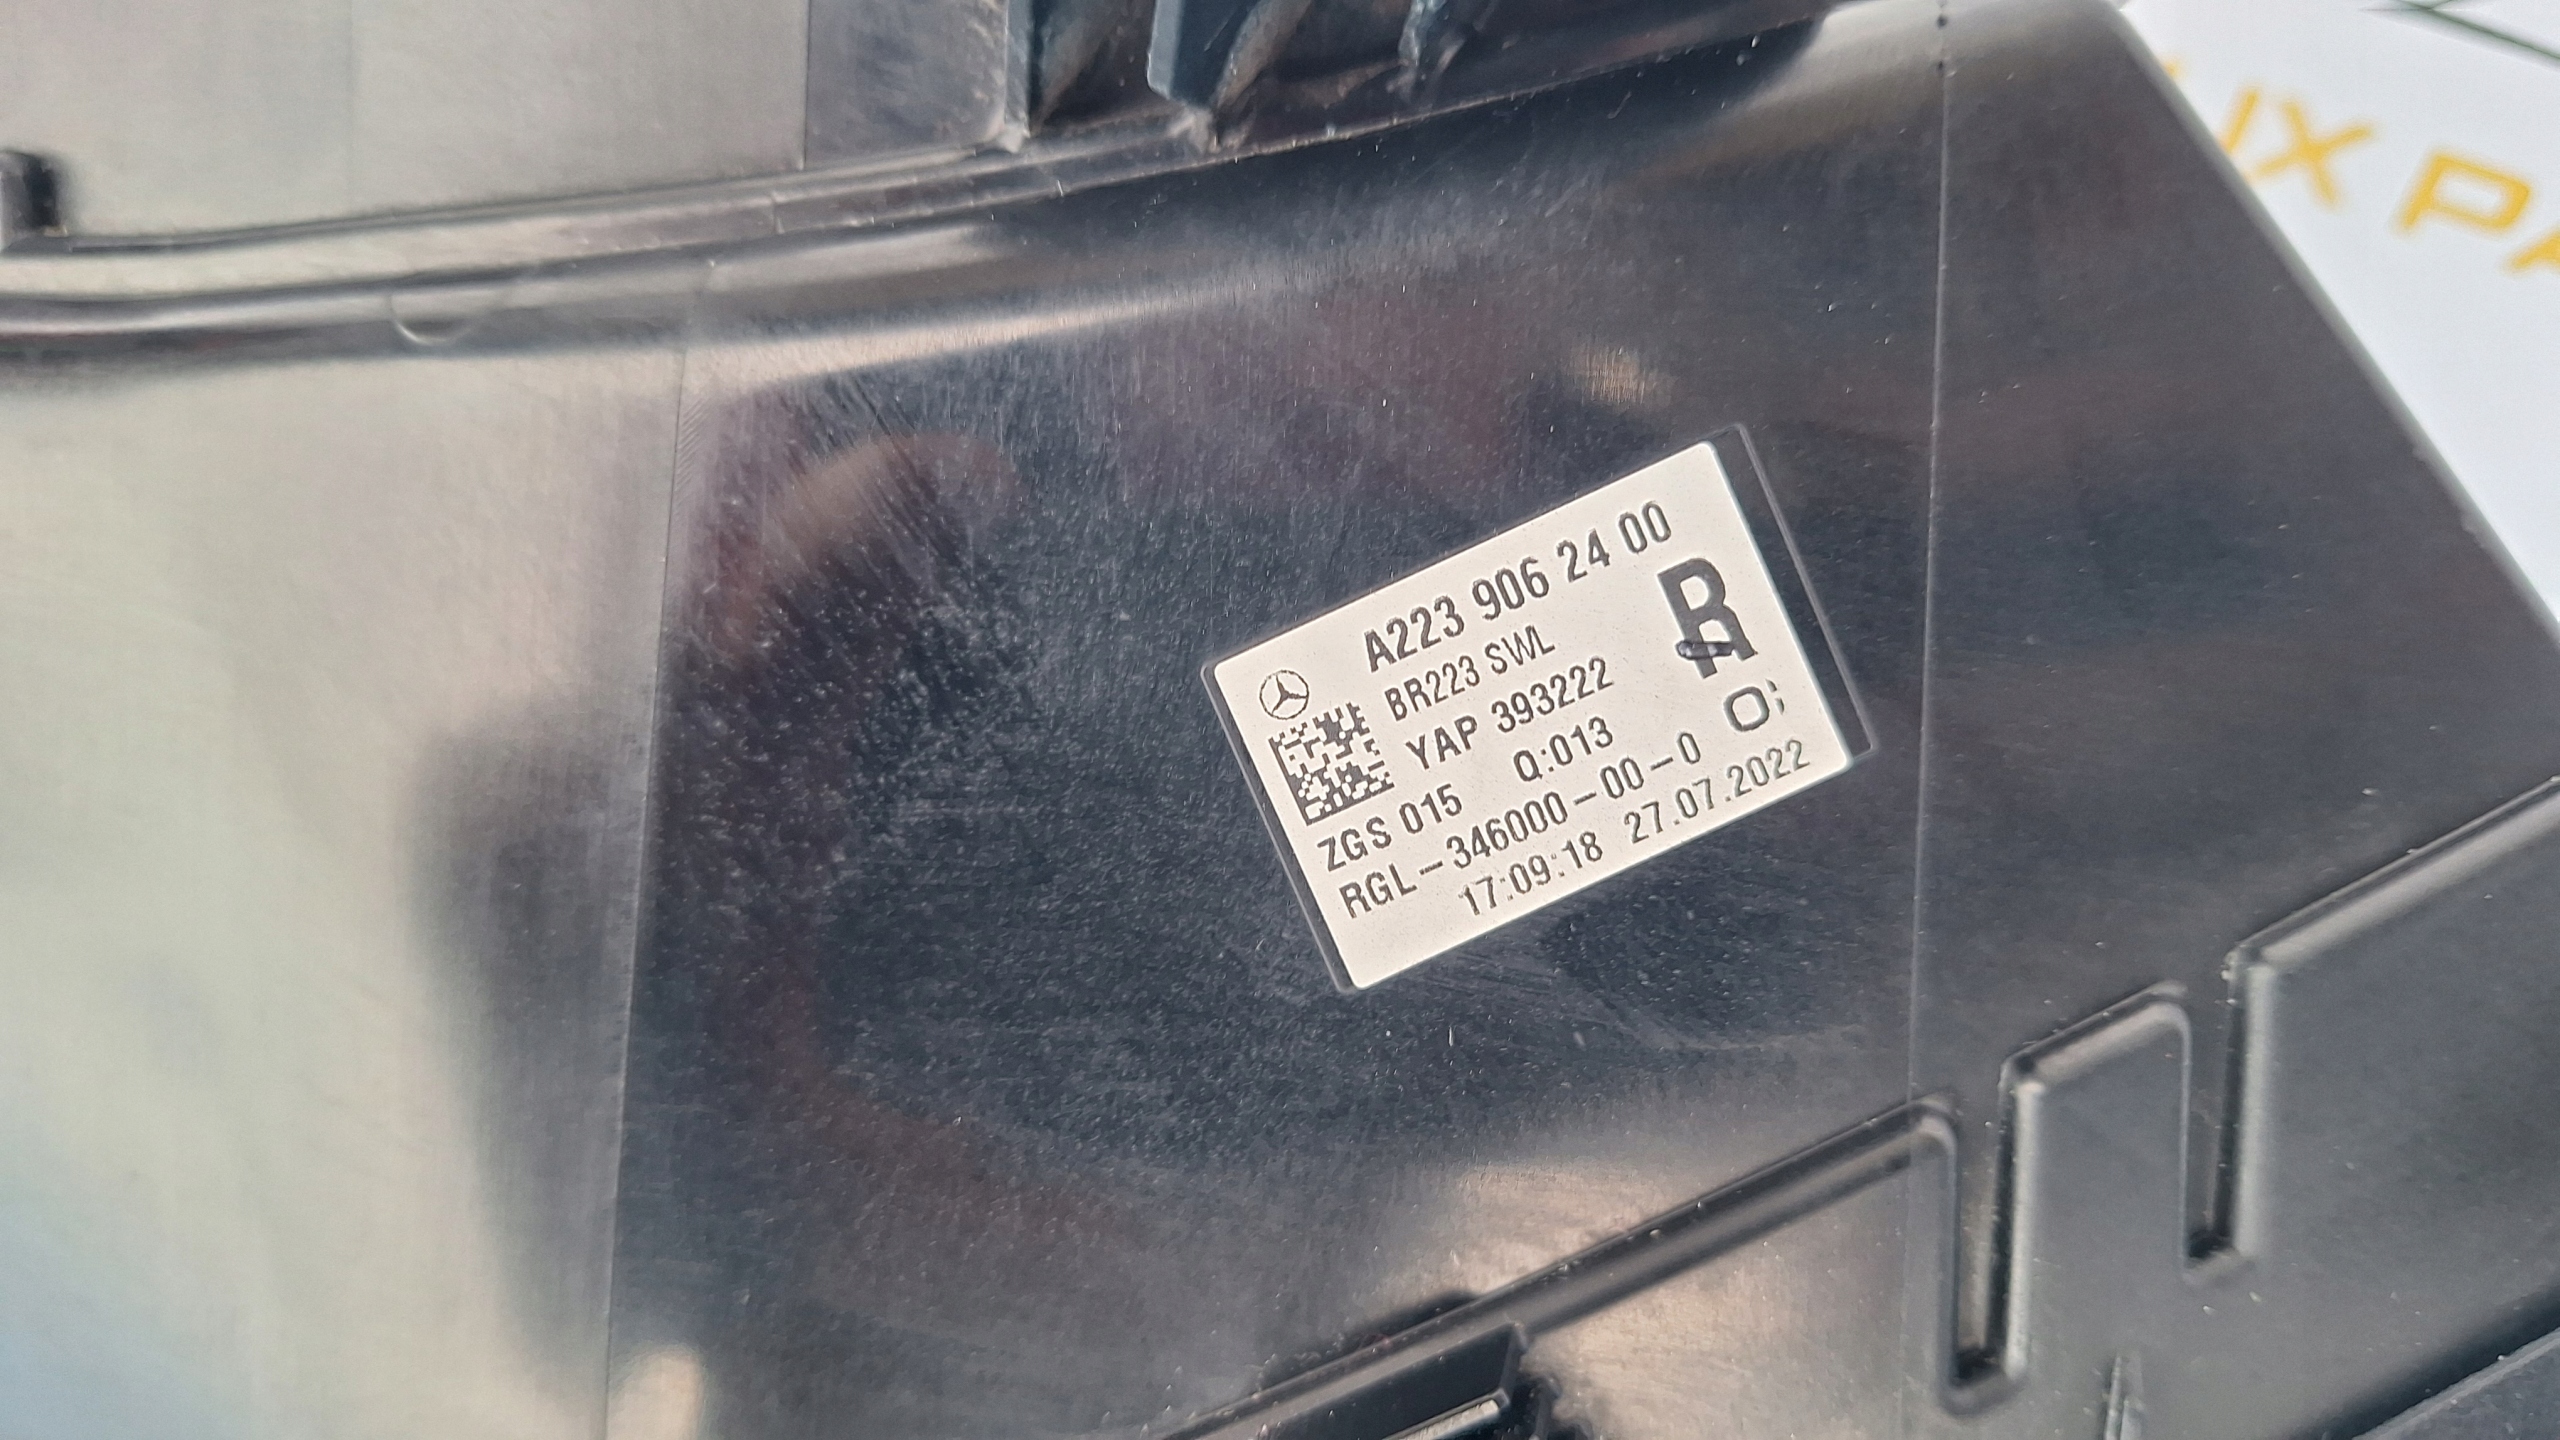 A223 906 24 00
BR223 SWL
R
YAP 393222
ZGS 015 Q:013
RGL-346000-00-0
17:09:18 27.07.2022